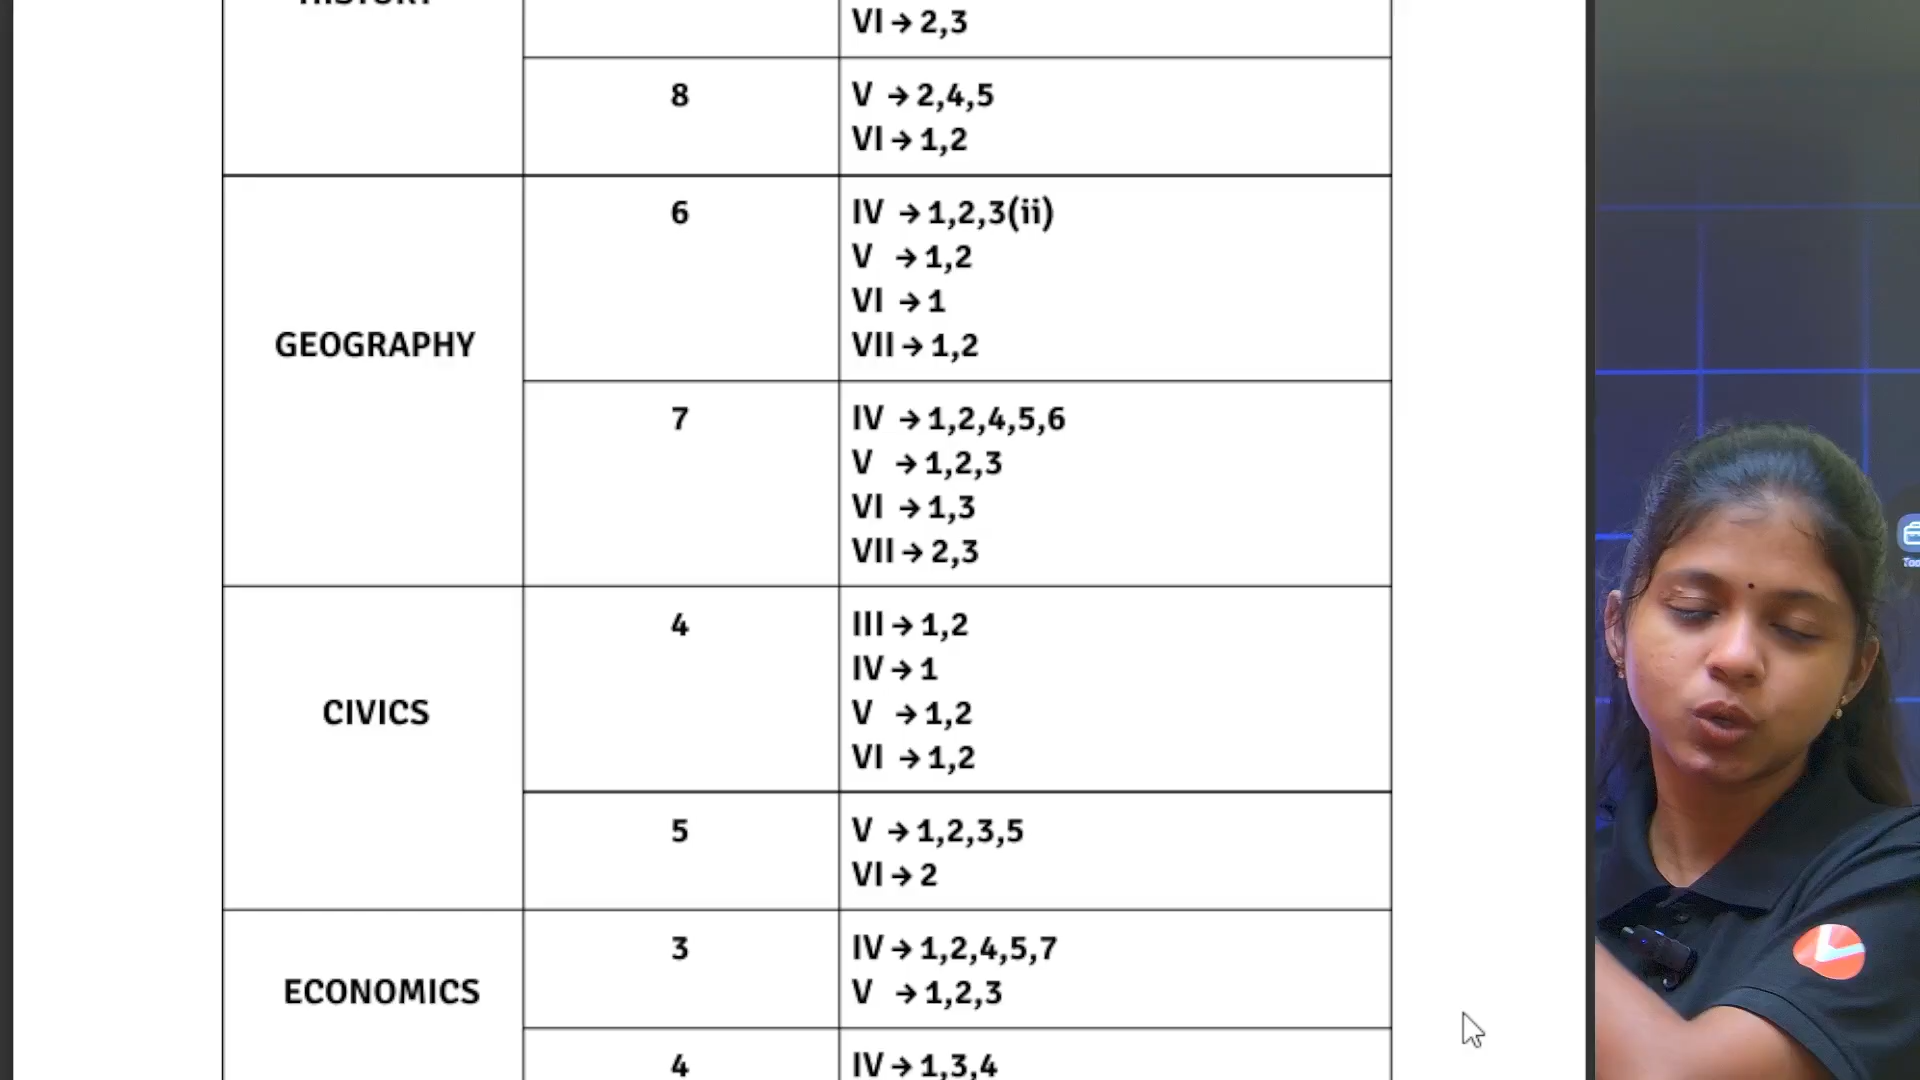 HISTORY
VI → 2,3
8
V → 2,4,5
VI → 1,2
GEOGRAPHY
6
IV → 1,2,3(ii)
V → 1,2
VI → 1
VII → 1,2
7
IV → 1,2,4,5,6
V → 1,2,3
VI → 1,3
VII → 2,3
CIVICS
4
III → 1,2
IV → 1
V → 1,2
VI → 1,2
5
V → 1,2,3,5
VI → 2
ECONOMICS
3
IV → 1,2,4,5,7
V → 1,2,3
4
IV → 1,3,4